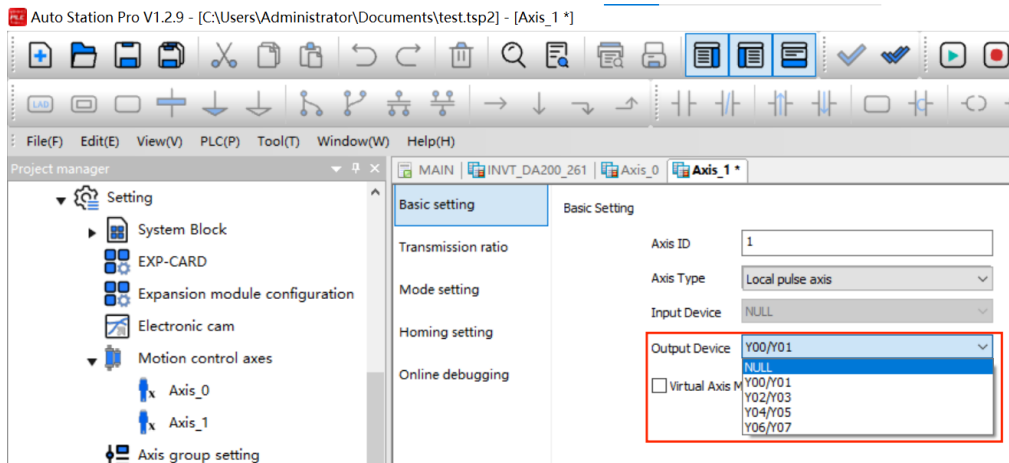 Auto Station Pro V1.2.9 - [C:\Users\Administrator\Documents\test.tsp2] - [Axis_1 *]
LAD
File(F) Edit(E) View(V) PLC(P) Tool(T) Window(W) Help(H)
Project manager
MAIN INVT_DA200_261 Axis_0 Axis_1 *
Setting
System Block
EXP-CARD
Expansion module configuration
Electronic cam
Motion control axes
Axis_0
Axis_1
Axis group setting
Basic setting
Transmission ratio
Mode setting
Homing setting
Online debugging
Basic Setting
Axis ID 1
Axis Type Local pulse axis
Input Device NULL
Output Device Y00/Y01
NULL
Virtual Axis M Y00/Y01
Y02/Y03
Y04/Y05
Y06/Y07